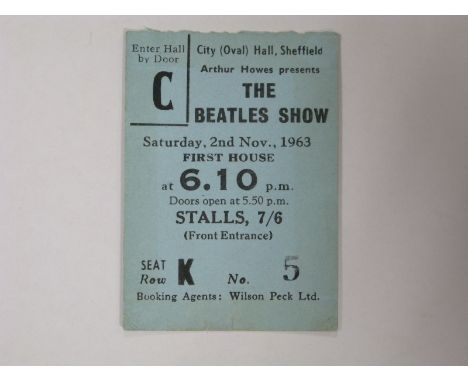 Enter Hall
by Door
C
City (Oval) Hall, Sheffield
Arthur Howes presents
THE
BEATLES SHOW
Saturday, 2nd Nov., 1963
FIRST HOUSE
at 6.10 p.m.
Doors open at 5.50 p.m.
STALLS, 7/6
(Front Entrance)
SEAT
Row K No. 5
Booking Agents: Wilson Peck Ltd.